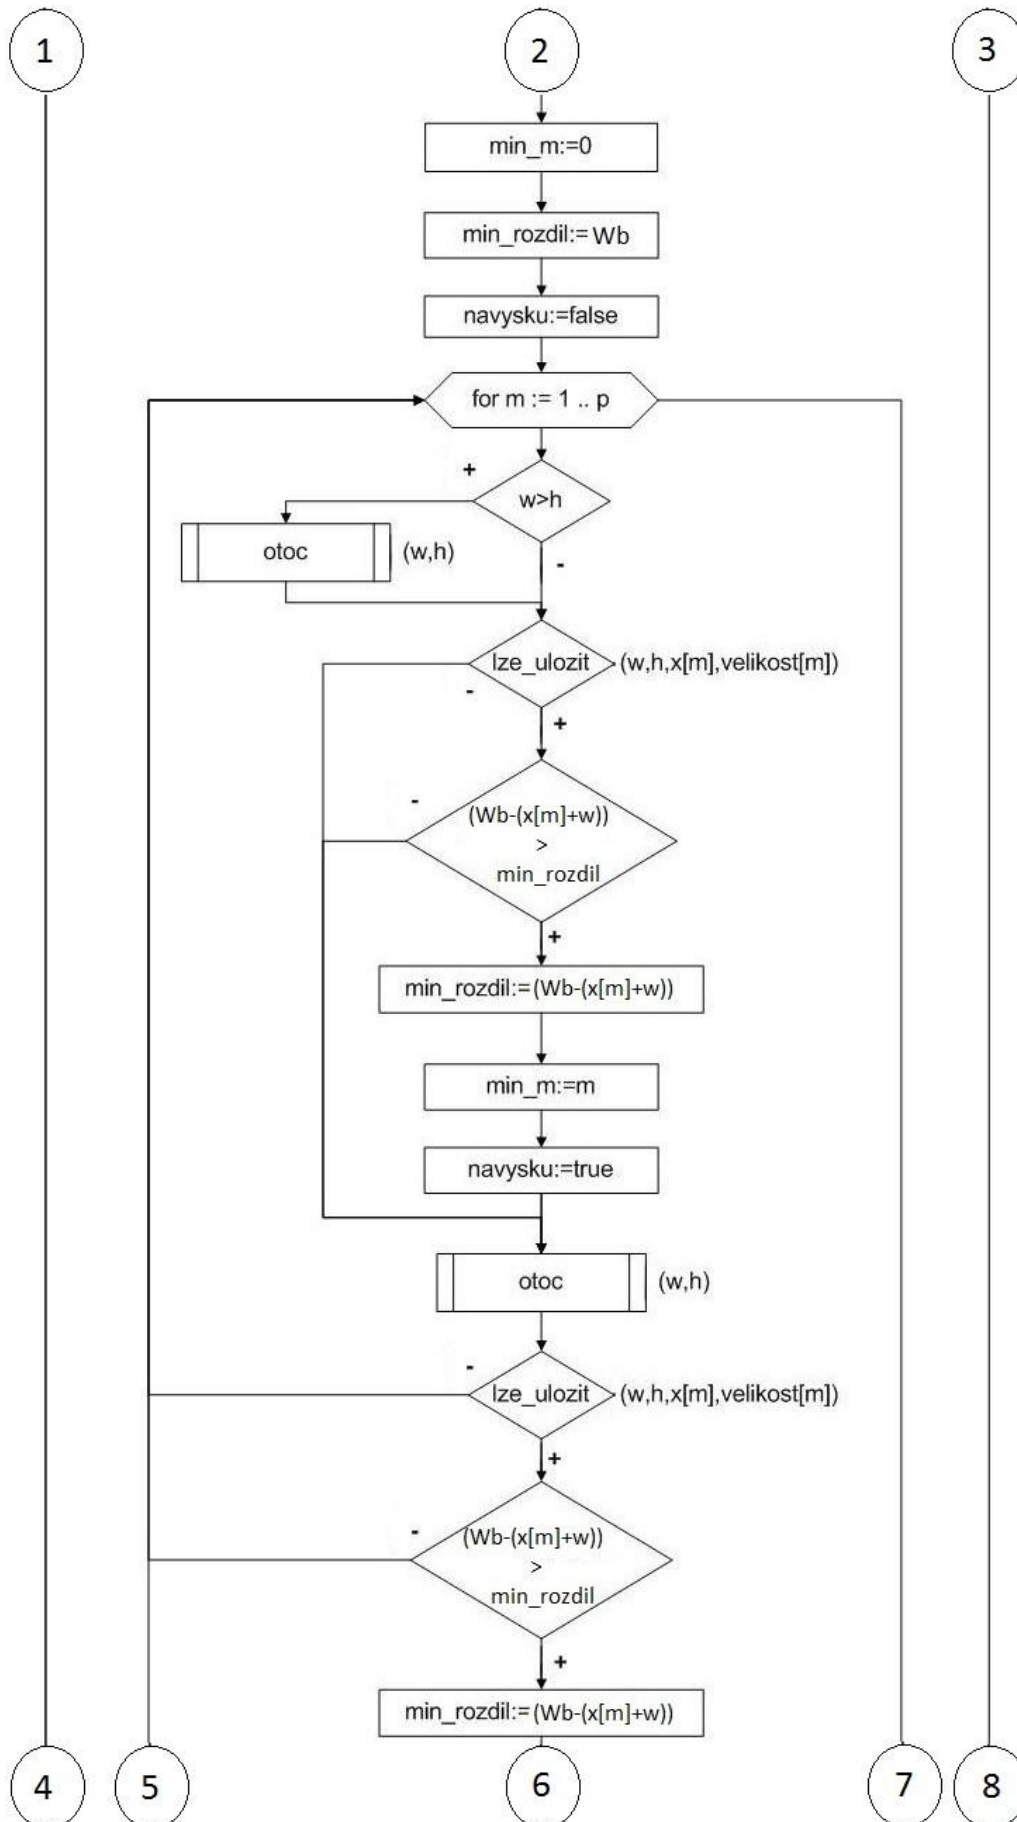 1
2
3
min_m:=0
min_rozdil:=Wb
navysku:=false
for m := 1 .. p
+
w>h
otoc
(w,h)
-
lze_ulozit
(w,h,x[m],velikost[m])
-
+
-
(Wb-(x[m]+w))
>
min_rozdil
+
min_rozdil:=(Wb-(x[m]+w))
min_m:=m
navysku:=true
otoc
(w,h)
-
lze_ulozit
(w,h,x[m],velikost[m])
+
-
(Wb-(x[m]+w))
>
min_rozdil
+
min_rozdil:=(Wb-(x[m]+w))
4
5
6
7
8